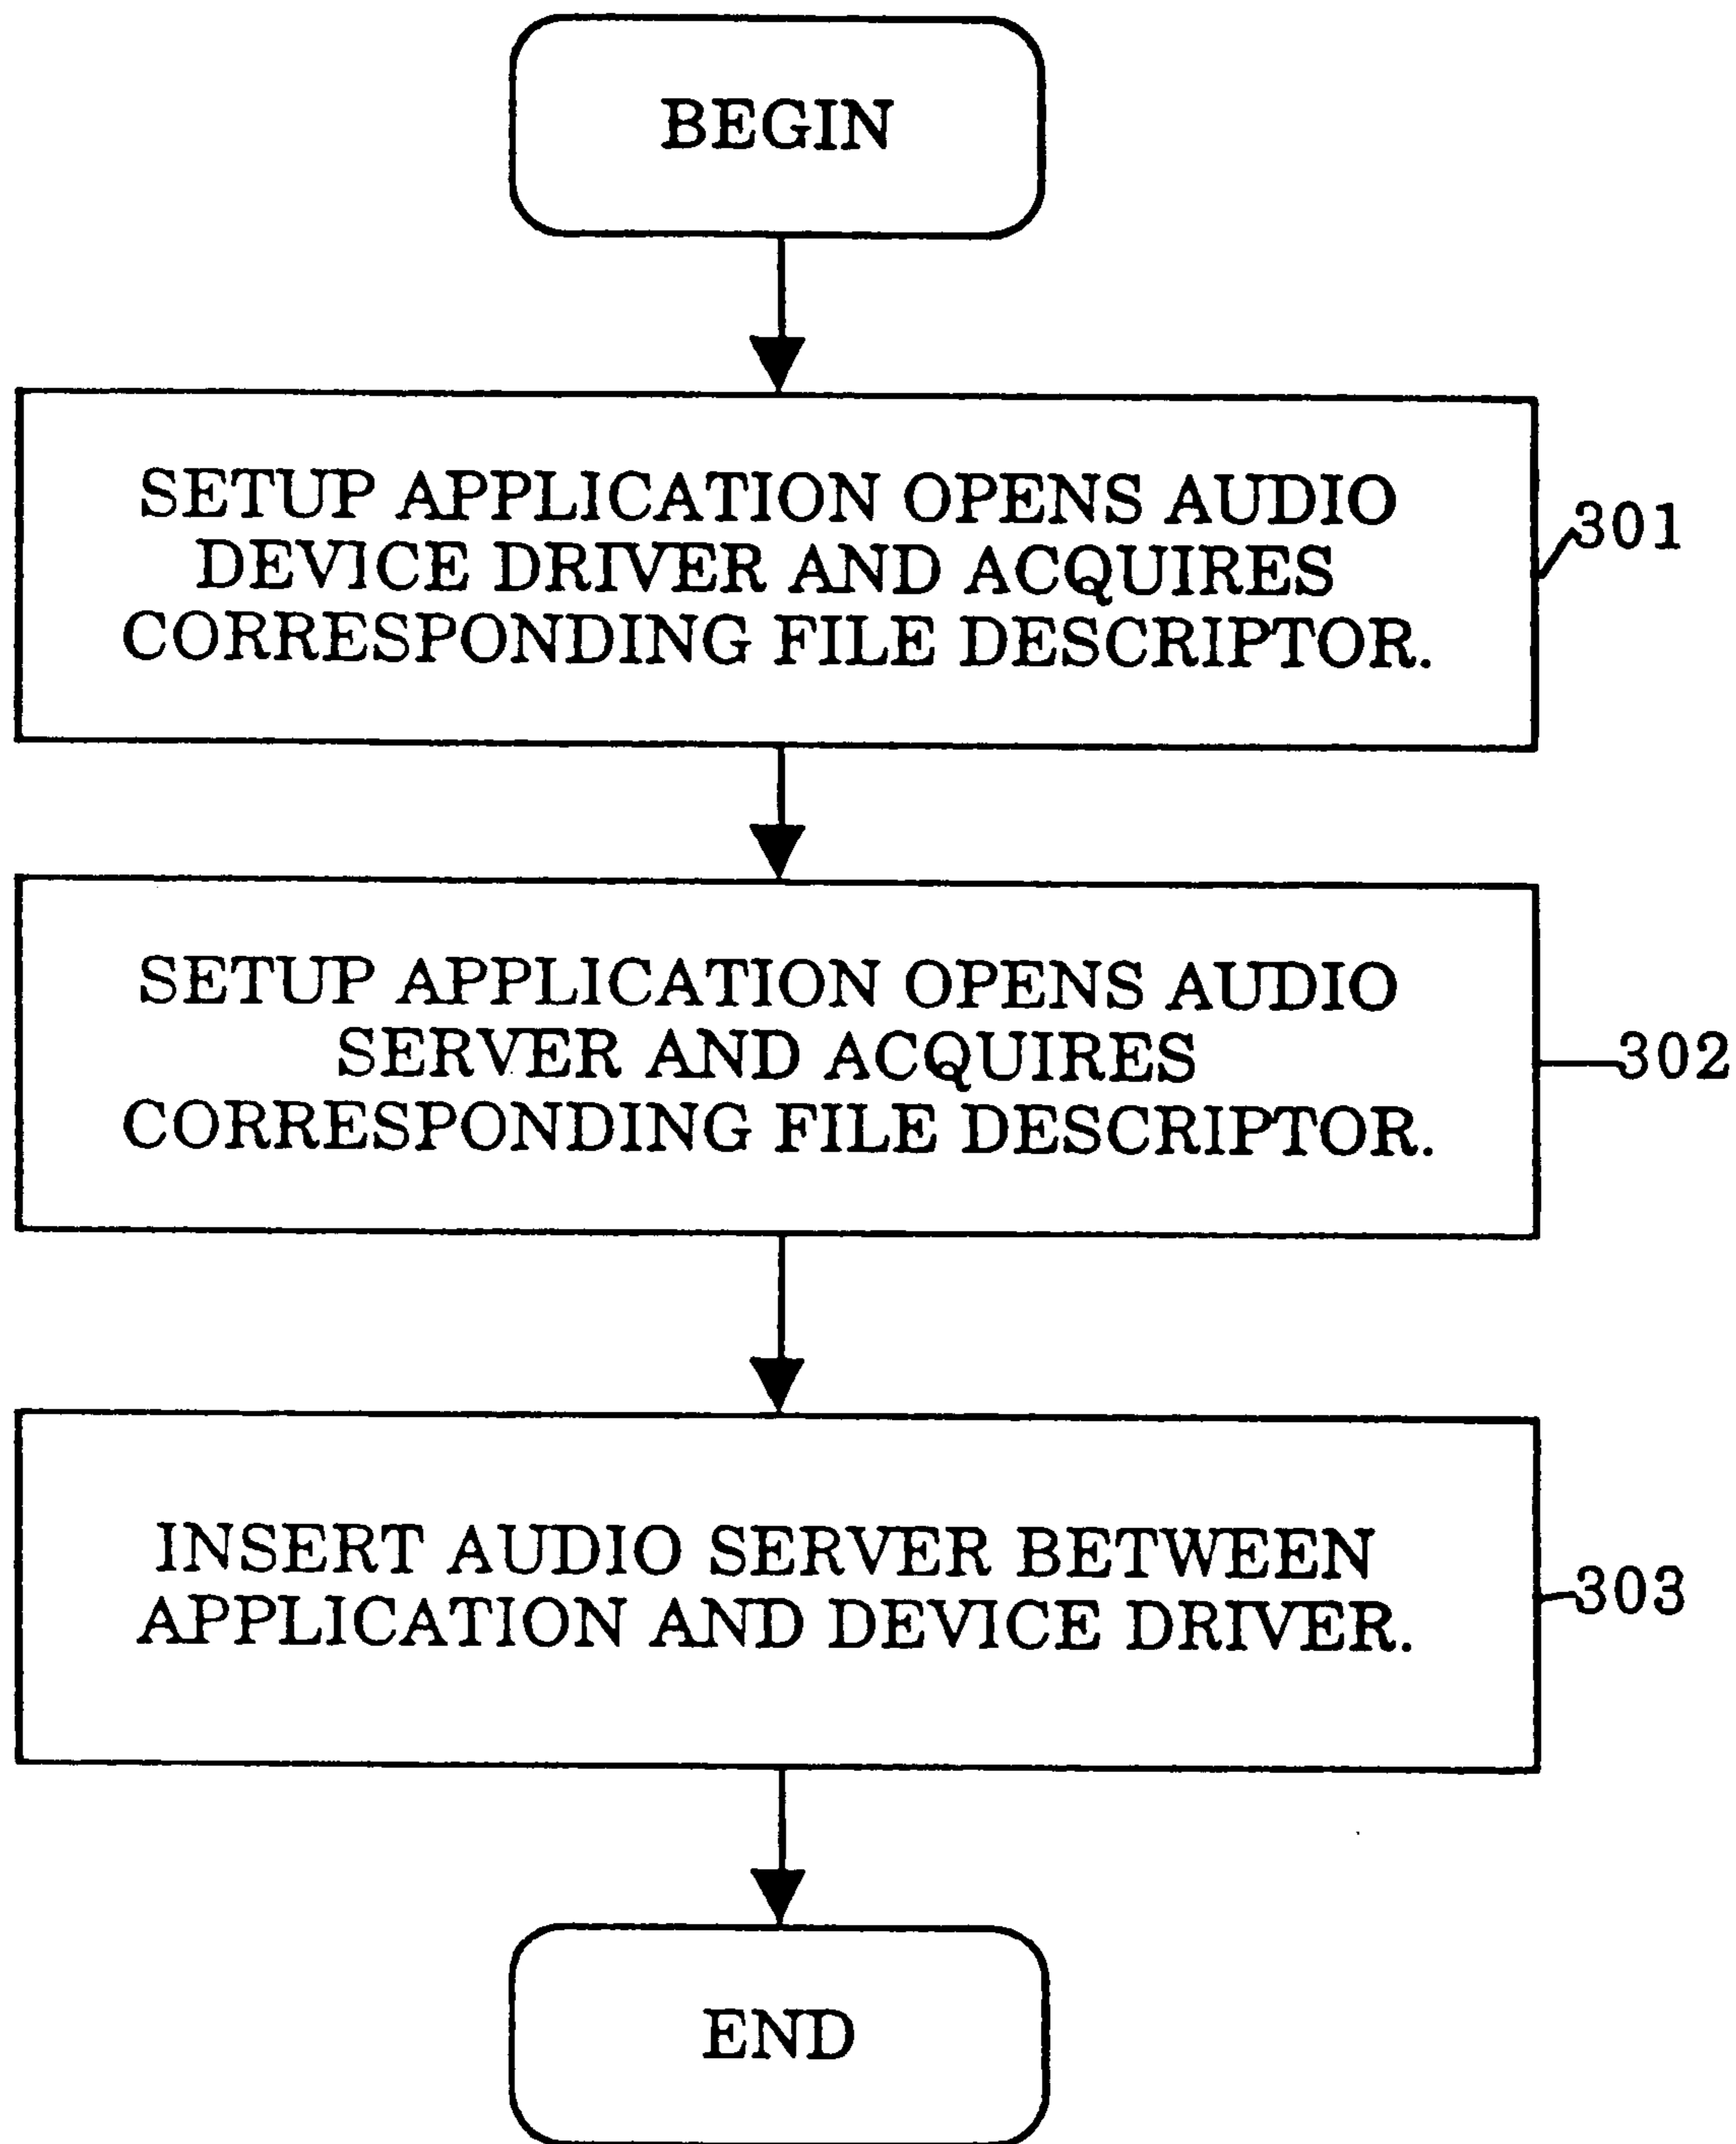 BEGIN
SETUP APPLICATION OPENS AUDIO
DEVICE DRIVER AND ACQUIRES
CORRESPONDING FILE DESCRIPTOR.
301
SETUP APPLICATION OPENS AUDIO
SERVER AND ACQUIRES
CORRESPONDING FILE DESCRIPTOR.
302
INSERT AUDIO SERVER BETWEEN
APPLICATION AND DEVICE DRIVER.
303
END